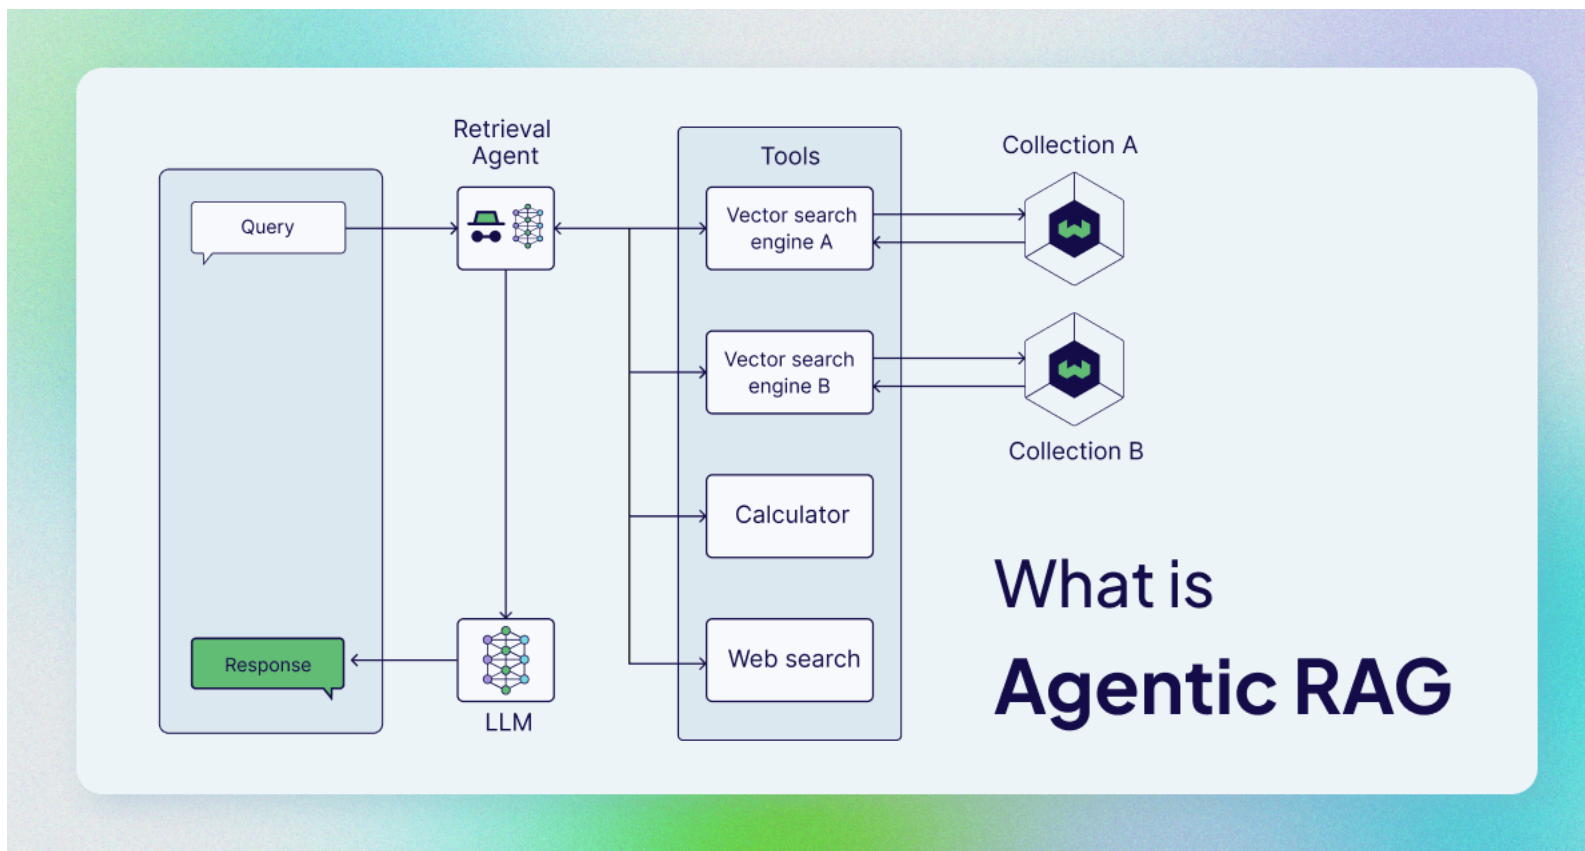 Retrieval
Agent
Tools
Collection A
Query
Vector search
engine A
Vector search
engine B
Collection B
Calculator
What is
Agentic RAG
Response
Web search
LLM